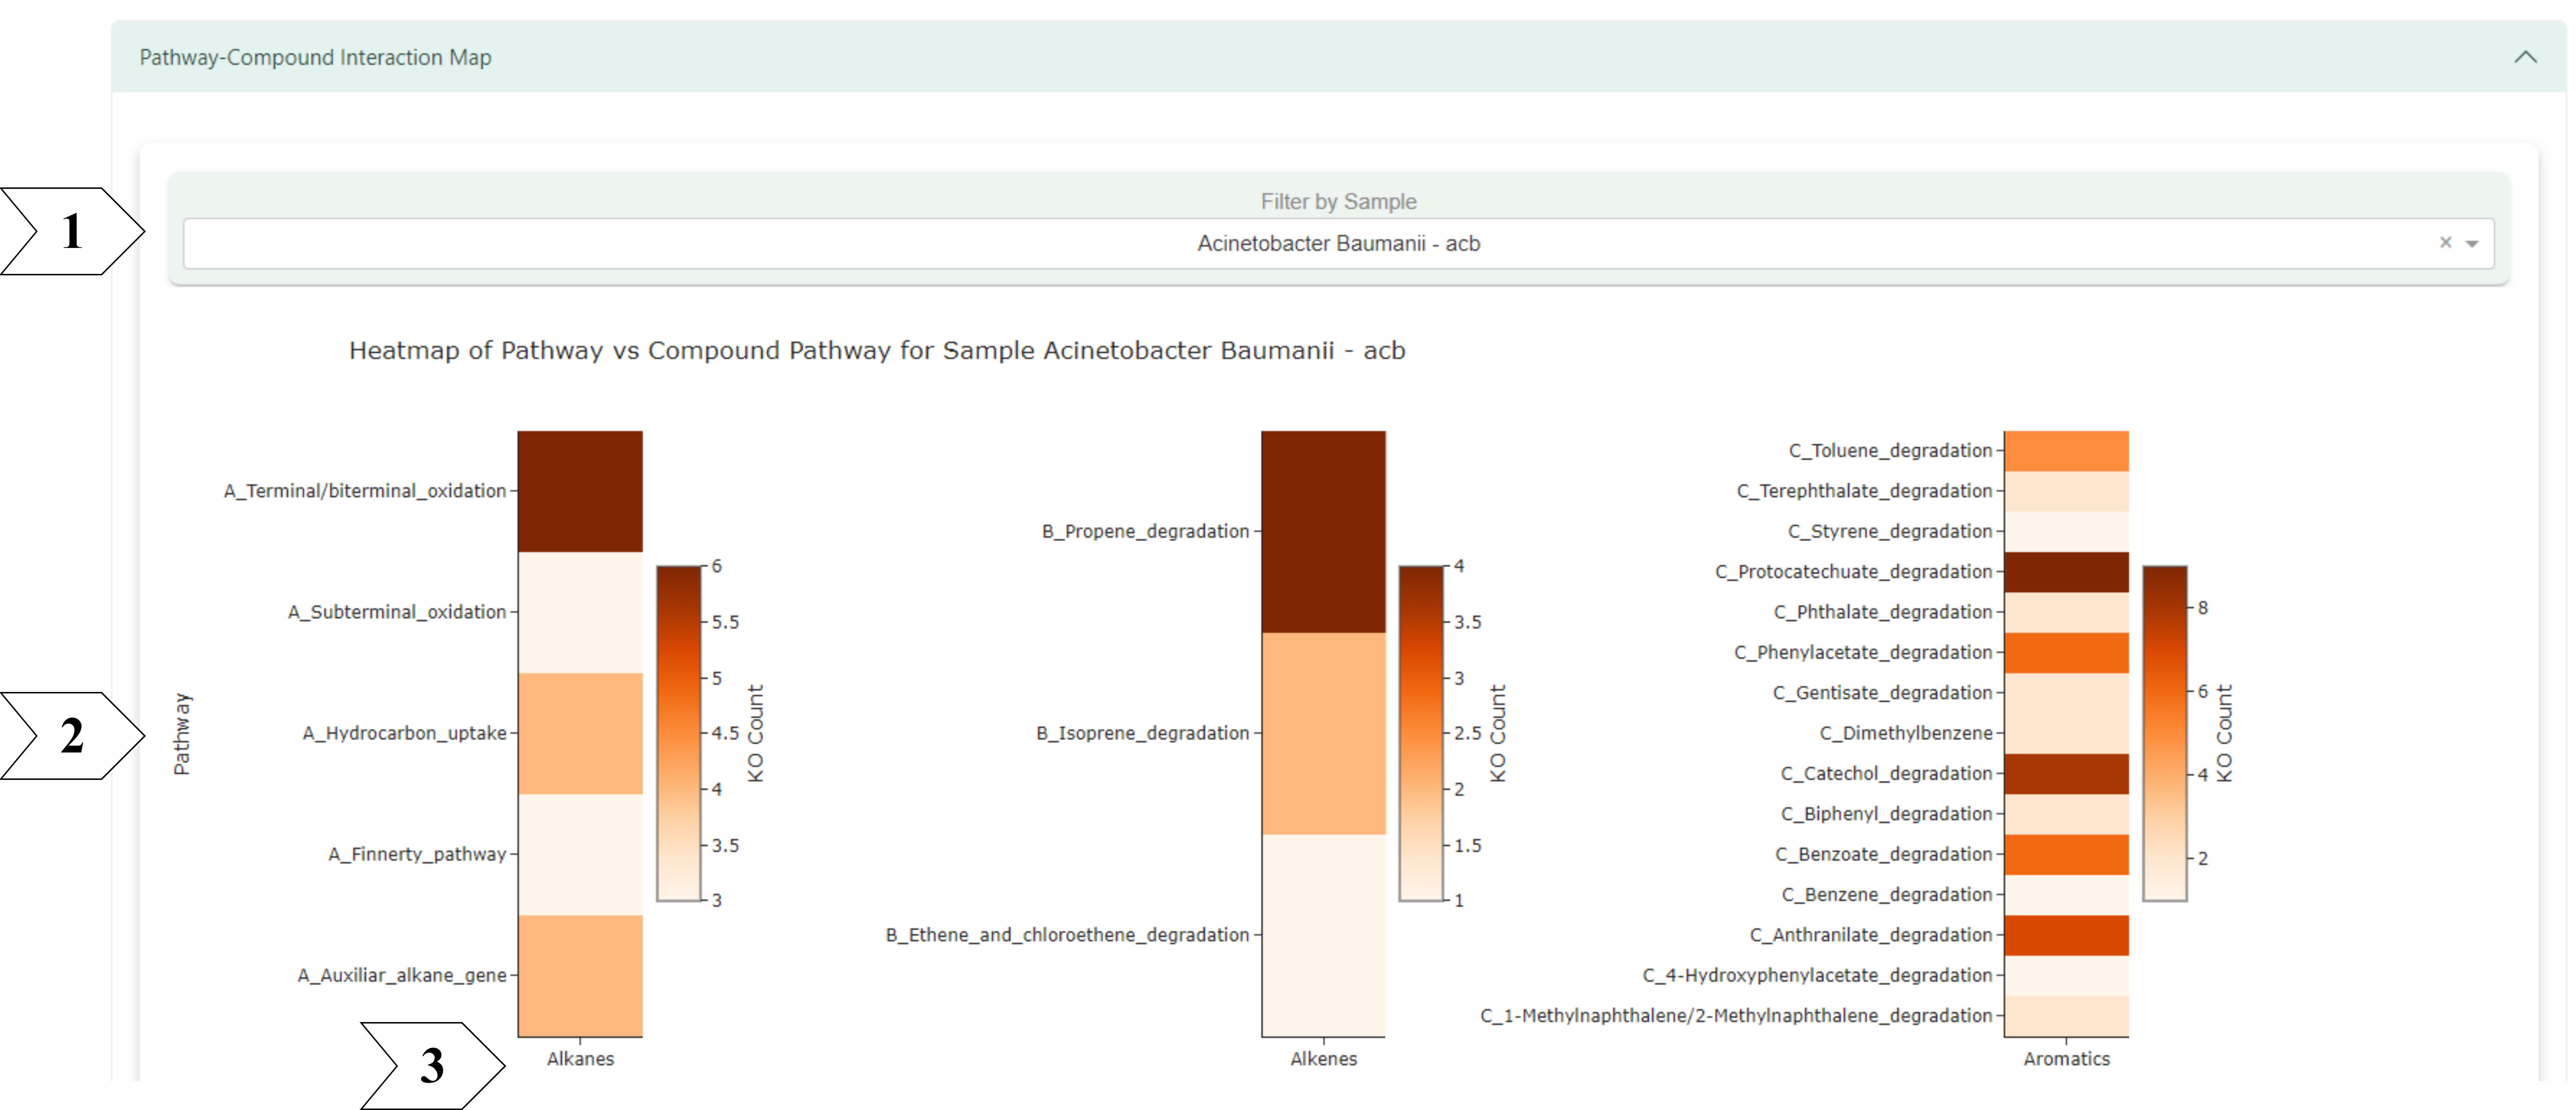 Pathway-Compound Interaction Map
1
Filter by Sample
Acinetobacter Baumanii - acb
×
Heatmap of Pathway vs Compound Pathway for Sample Acinetobacter Baumanii - acb
2
Pathway
A_Terminal/biterminal_oxidation
A_Subterminal_oxidation
A_Hydrocarbon_uptake
A_Finnerty_pathway
A_Auxiliar_alkane_gene
3
Alkanes
6
5.5
5
4.5
4
3.5
3
KO Count
B_Propene_degradation
B_Isoprene_degradation
B_Ethene_and_chloroethene_degradation
Alkenes
4
3.5
3
2.5
2
1.5
1
KO Count
C_Toluene_degradation
C_Terephthalate_degradation
C_Styrene_degradation
C_Protocatechuate_degradation
C_Phthalate_degradation
C_Phenylacetate_degradation
C_Gentisate_degradation
C_Dimethylbenzene
C_Catechol_degradation
C_Biphenyl_degradation
C_Benzoate_degradation
C_Benzene_degradation
C_Anthranilate_degradation
C_4-Hydroxyphenylacetate_degradation
C_1-Methylnaphthalene/2-Methylnaphthalene_degradation
Aromatics
8
6
4
2
KO Count